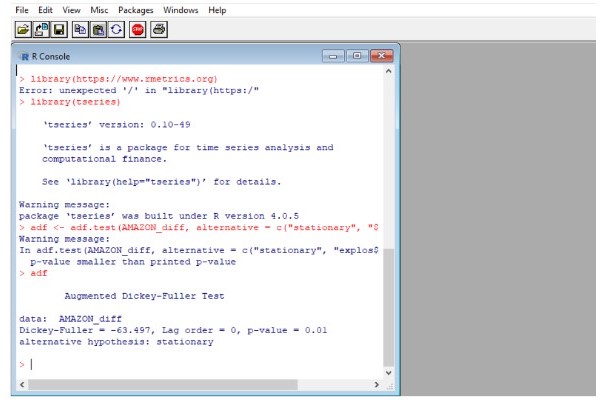 File Edit View Misc Packages Windows Help
STOP
R Console
> library(https://www.rmetrics.org)
Error: unexpected '/' in "library(https:/"
> library(tseries)
‘tseries’ version: 0.10-49
‘tseries’ is a package for time series analysis and
computational finance.
See ‘library(help="tseries")’ for details.
Warning message:
package ‘tseries’ was built under R version 4.0.5
> adf <- adf.test(AMAZON_diff, alternative = c("stationary", "$
Warning message:
In adf.test(AMAZON_diff, alternative = c("stationary", "explos$
p-value smaller than printed p-value
> adf
Augmented Dickey-Fuller Test
data: AMAZON_diff
Dickey-Fuller = -63.497, Lag order = 0, p-value = 0.01
alternative hypothesis: stationary
>